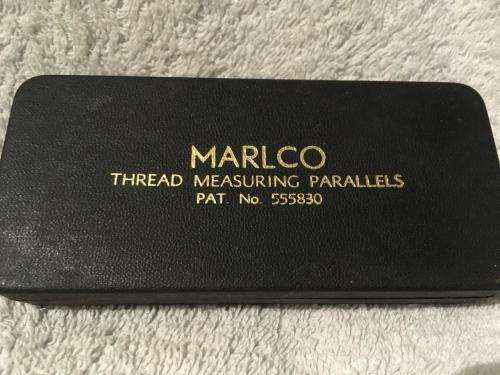 MARLCO
THREAD MEASURING PARALLELS
PAT. No. 555830